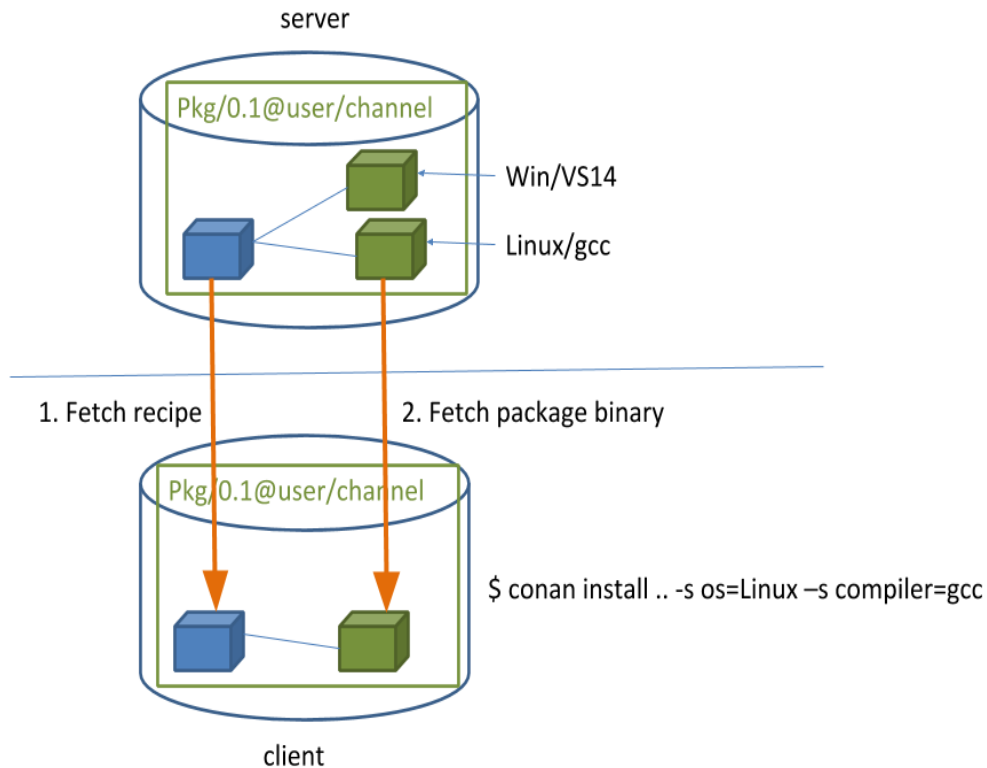 server
Pkg/0.1@user/channel
Win/VS14
Linux/gcc
1. Fetch recipe
2. Fetch package binary
Pkg/0.1@user/channel
$ conan install .. -s os=Linux –s compiler=gcc
client